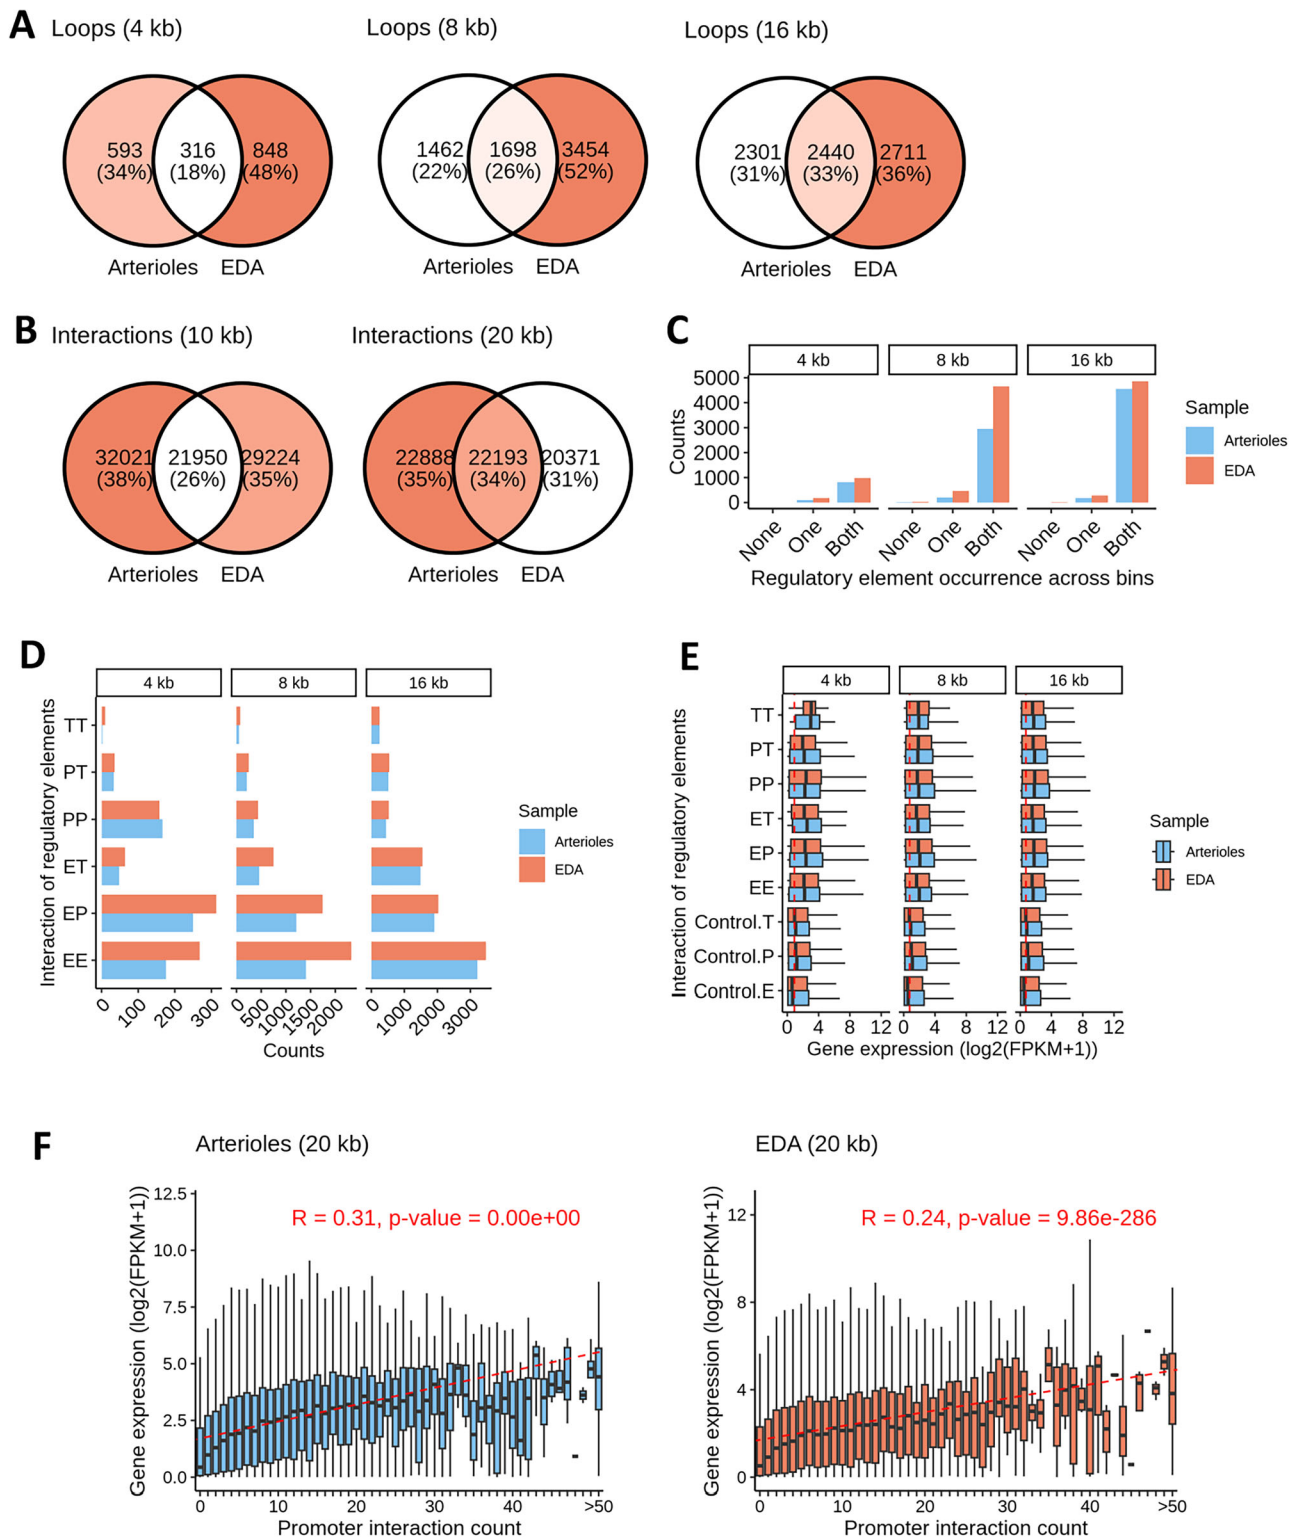 A
Loops (4 kb)
Loops (8 kb)
Loops (16 kb)
593
(34%)
316
(18%)
848
(48%)
Arterioles
EDA
1462
(22%)
1698
(26%)
3454
(52%)
Arterioles
EDA
2301
(31%)
2440
(33%)
2711
(36%)
Arterioles
EDA
B
Interactions (10 kb)
Interactions (20 kb)
32021
(38%)
21950
(26%)
29224
(35%)
Arterioles
EDA
22888
(35%)
22193
(34%)
20371
(31%)
Arterioles
EDA
C
4 kb
8 kb
16 kb
Counts
5000
4000
3000
2000
1000
0
None
One
Both
None
One
Both
None
One
Both
Regulatory element occurrence across bins
Sample
Arterioles
EDA
D
4 kb
8 kb
16 kb
Interaction of regulatory elements
TT
PT
PP
ET
EP
EE
0
100
200
300
0
500
1000
1500
2000
0
1000
2000
3000
Counts
Sample
Arterioles
EDA
E
4 kb
8 kb
16 kb
Interaction of regulatory elements
TT
PT
PP
ET
EP
EE
Control.T
Control.P
Control.E
0
4
8
12
0
4
8
12
0
4
8
12
Gene expression (log2(FPKM+1))
Sample
Arterioles
EDA
F
Arterioles (20 kb)
Gene expression (log2(FPKM+1))
12.5
10.0
7.5
5.0
2.5
0.0
R = 0.31, p-value = 0.00e+00
0
10
20
30
40
>50
Promoter interaction count
EDA (20 kb)
Gene expression (log2(FPKM+1))
12
8
4
0
R = 0.24, p-value = 9.86e-286
0
10
20
30
40
>50
Promoter interaction count